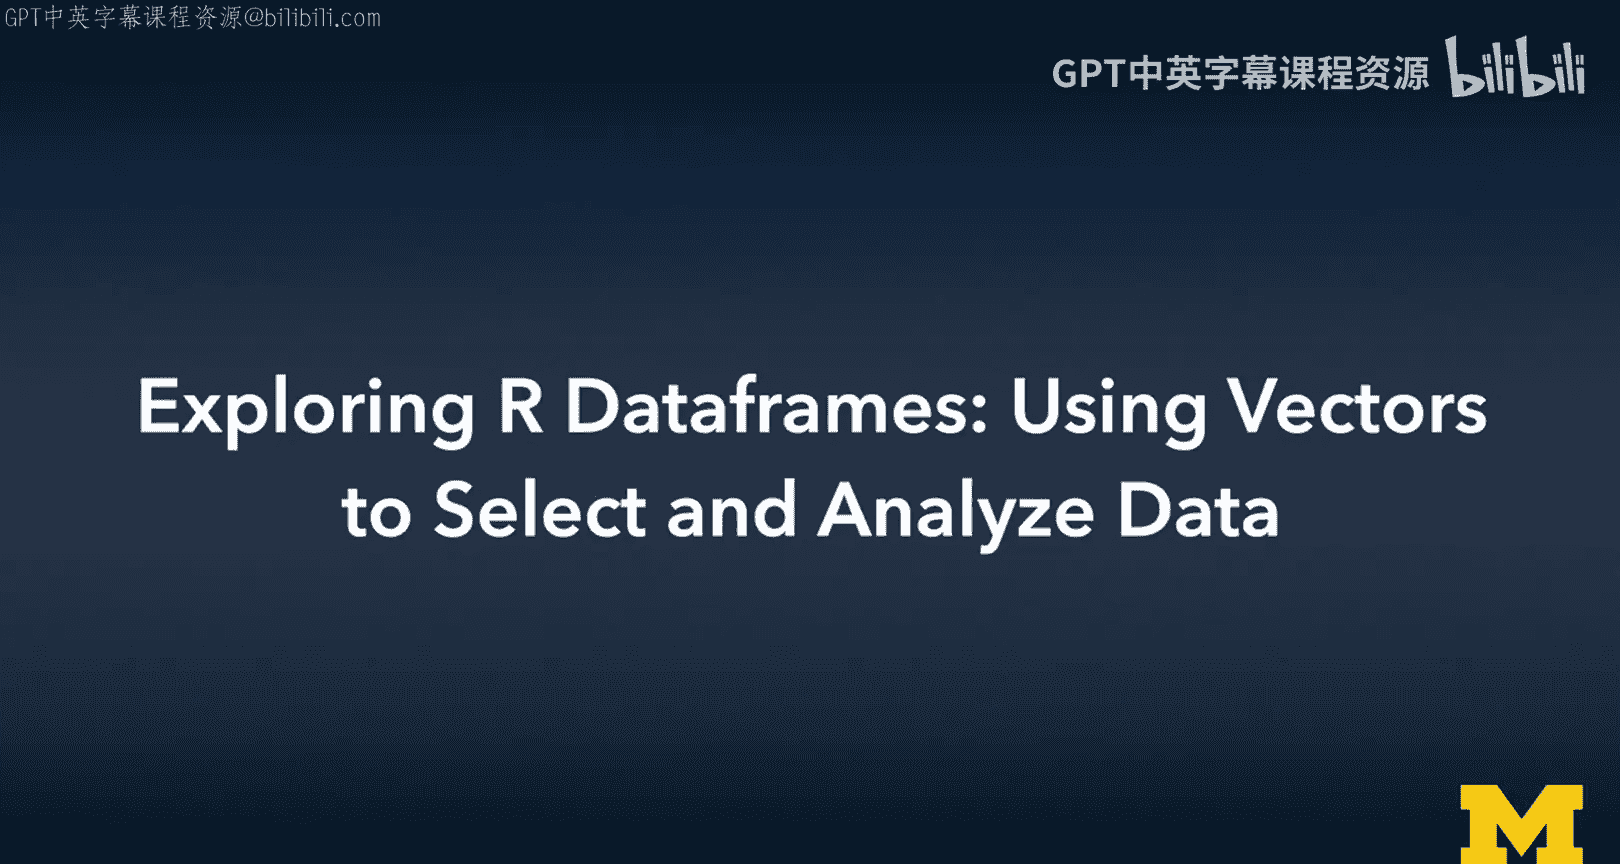 GPT中英字幕课程资源@bilibili.com
GPT中英字幕课程资源 bilibili
Exploring R Dataframes: Using Vectors
to Select and Analyze Data
M